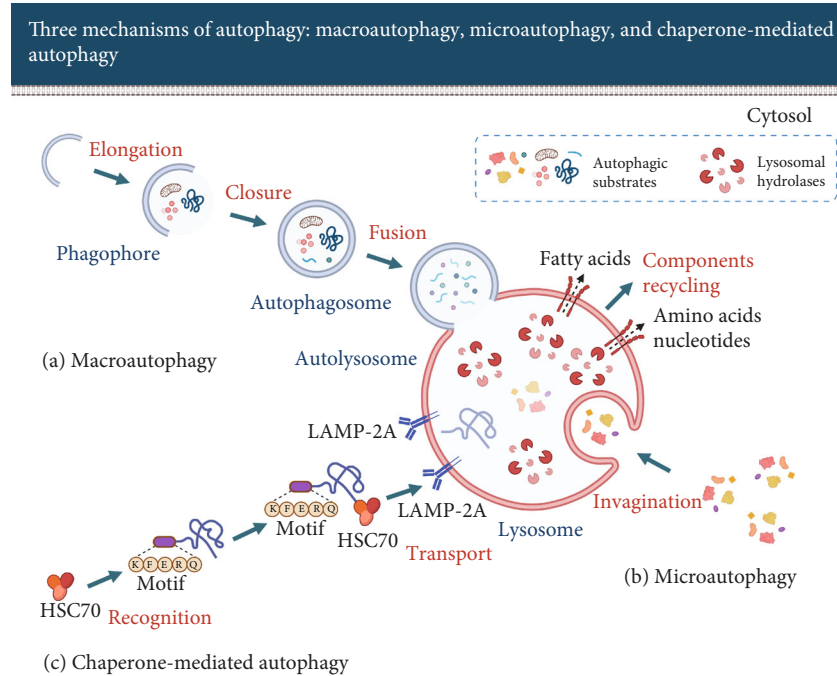 Three mechanisms of autophagy: macroautophagy, microautophagy, and chaperone-mediated
autophagy
Cytosol
Autophagic
substrates
Lysosomal
hydrolases
Elongation
Closure
Fusion
Phagophore
Autophagosome
Autolysosome
(a) Macroautophagy
Fatty acids
Components
recycling
Amino acids
nucleotides
LAMP-2A
LAMP-2A
Lysosome
Invagination
(b) Microautophagy
K F E R Q
Motif
HSC70
Transport
K F E R Q
Motif
HSC70
Recognition
(c) Chaperone-mediated autophagy